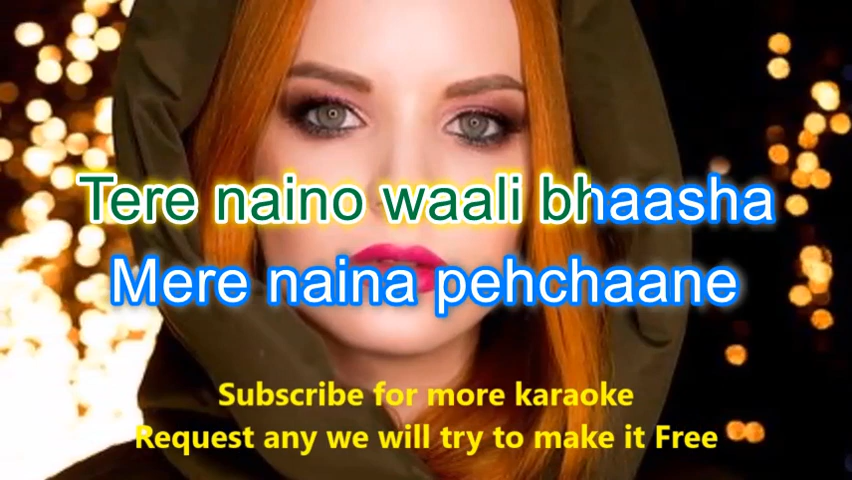 Tere naino waali bhaasha
Mere naina pehchaane
Subscribe for more karaoke
Request any we will try to make it Free